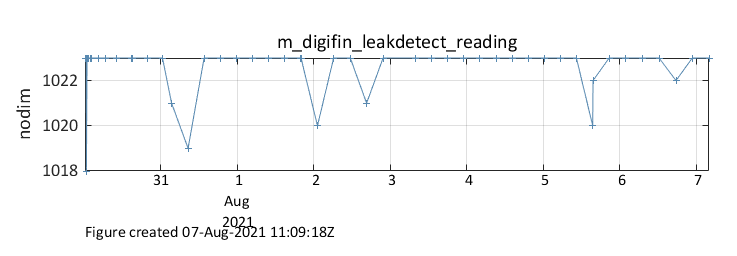 m_digifin_leakdetect_reading
nodim
1022
1020
1018
31 1 2 3 4 5 6 7
Aug
2021
Figure created 07-Aug-2021 11:09:18Z